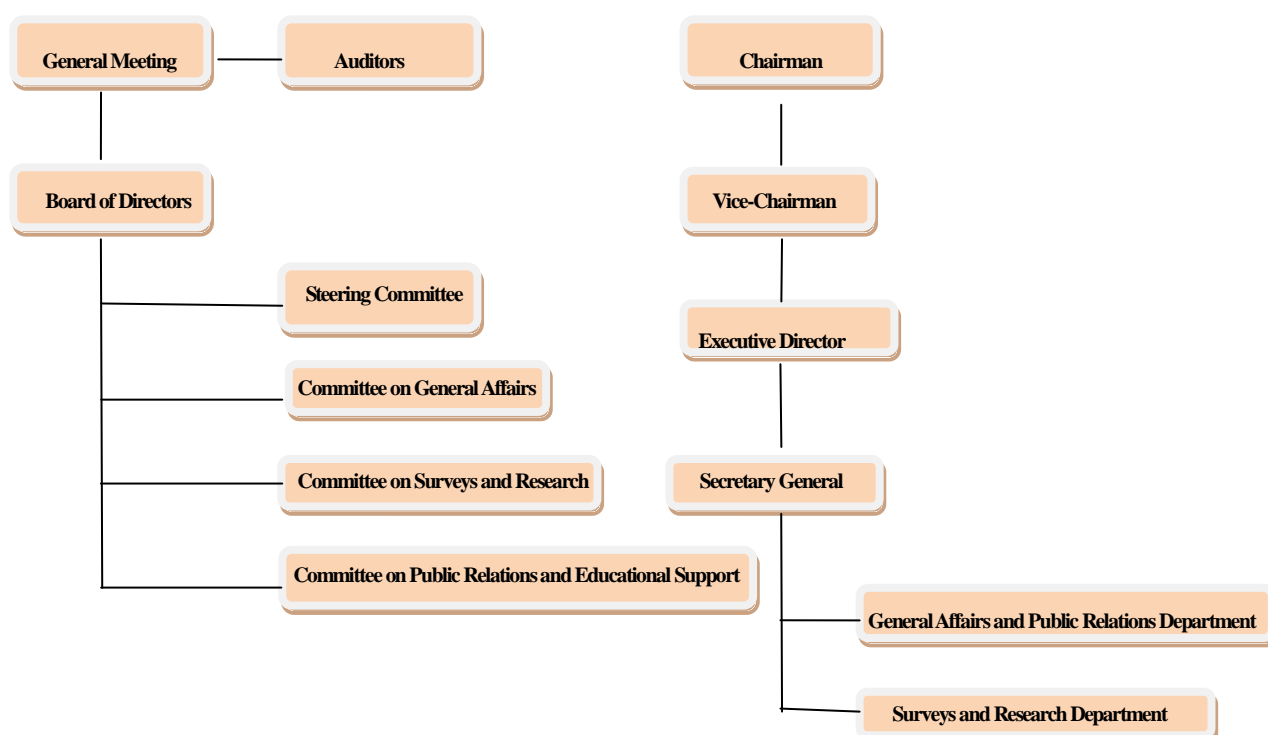 General Meeting
Auditors
Chairman
Board of Directors
Vice-Chairman
Steering Committee
Executive Director
Committee on General Affairs
Committee on Surveys and Research
Secretary General
Committee on Public Relations and Educational Support
General Affairs and Public Relations Department
Surveys and Research Department